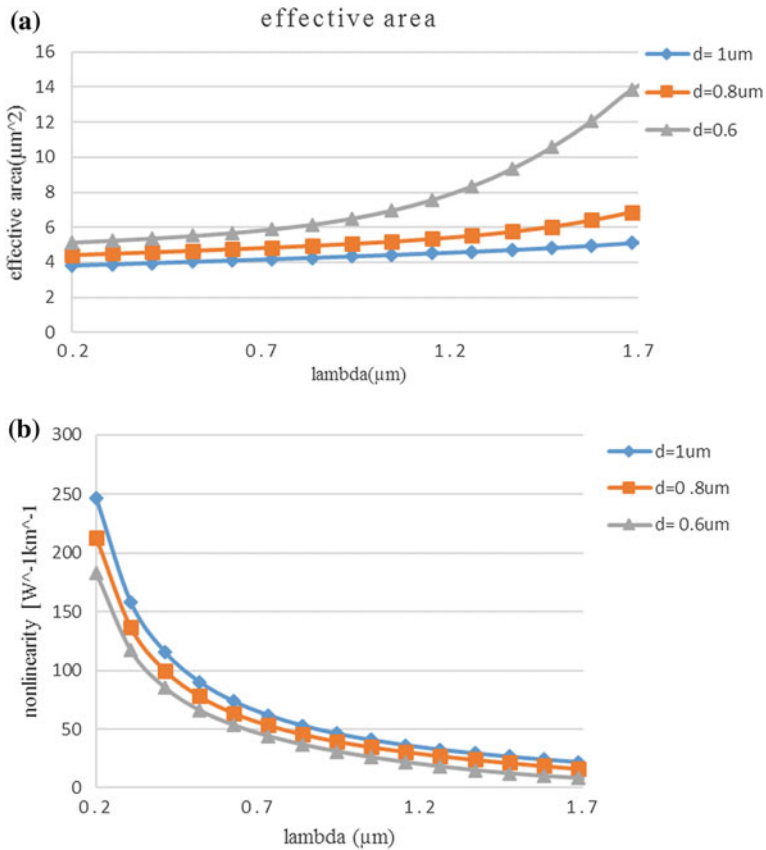 (a)
effective area
16
14
12
10
8
6
4
2
0
effective area(µm^2)
0.2
0.7
1.2
1.7
lambda(µm)
d= 1um
d=0.8um
d=0.6
(b)
300
250
200
150
100
50
0
nonlinearity [W^-1km^-1
0.2
0.7
1.2
1.7
lambda (µm)
d=1um
d=0 .8um
d= 0.6um